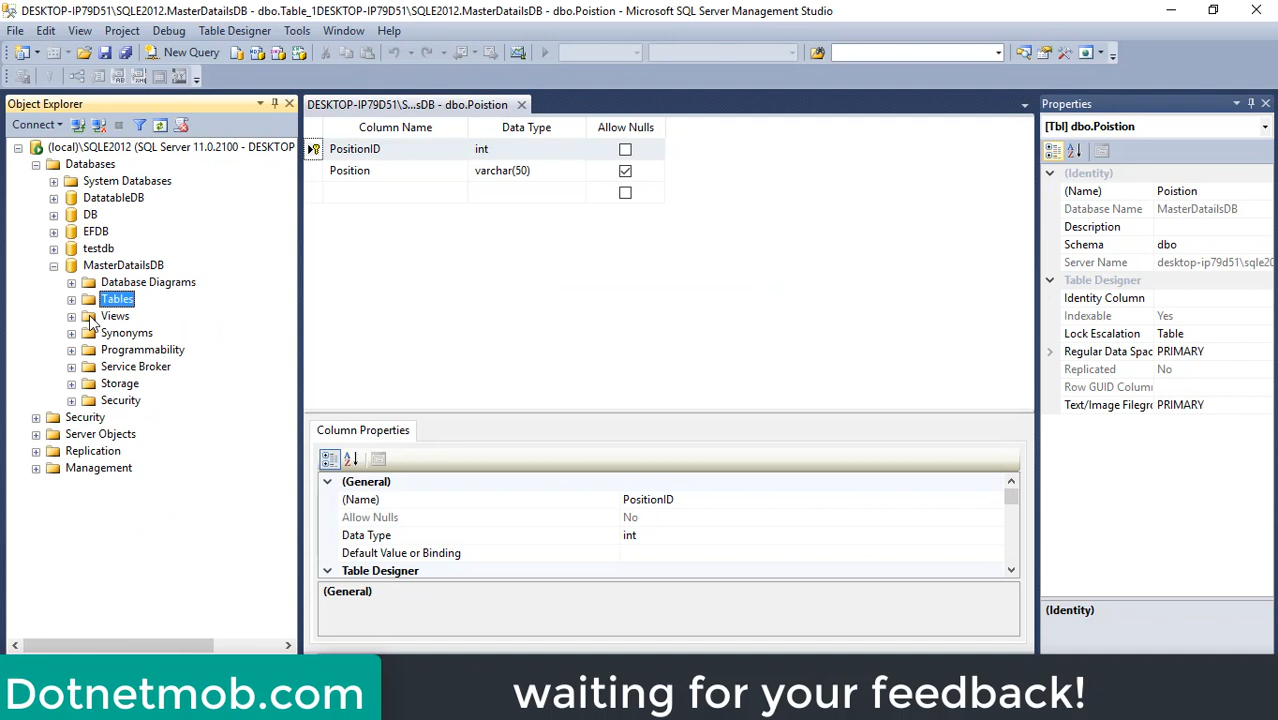 DESKTOP-IP79D51\SQLE2012.MasterDatailsDB - dbo.Table_1DESKTOP-IP79D51\SQLE2012.MasterDatailsDB - dbo.Poistion - Microsoft SQL Server Management Studio
File Edit View Project Debug Table Designer Tools Window Help
New Query
Object Explorer
Connect
(local)\SQLE2012 (SQL Server 11.0.2100 - DESKTOP
Databases
System Databases
DatatableDB
DB
EFDB
testdb
MasterDatailsDB
Database Diagrams
Tables
Views
Synonyms
Programmability
Service Broker
Storage
Security
Security
Server Objects
Replication
Management
DESKTOP-IP79D51\S...sDB - dbo.Poistion
Column Name Data Type Allow Nulls
PositionID int
Position varchar(50)
Column Properties
(General)
(Name) PositionID
Allow Nulls No
Data Type int
Default Value or Binding
Table Designer
(General)
Properties
[Tbl] dbo.Poistion
(Identity)
(Name) Poistion
Database Name MasterDatailsDB
Description
Schema dbo
Server Name desktop-ip79d51\sqle20
Table Designer
Identity Column
Indexable Yes
Lock Escalation Table
Regular Data Spac PRIMARY
Replicated No
Row GUID Colum
Text/Image Filegr PRIMARY
(Identity)
Dotnetmob.com
waiting for your feedback!